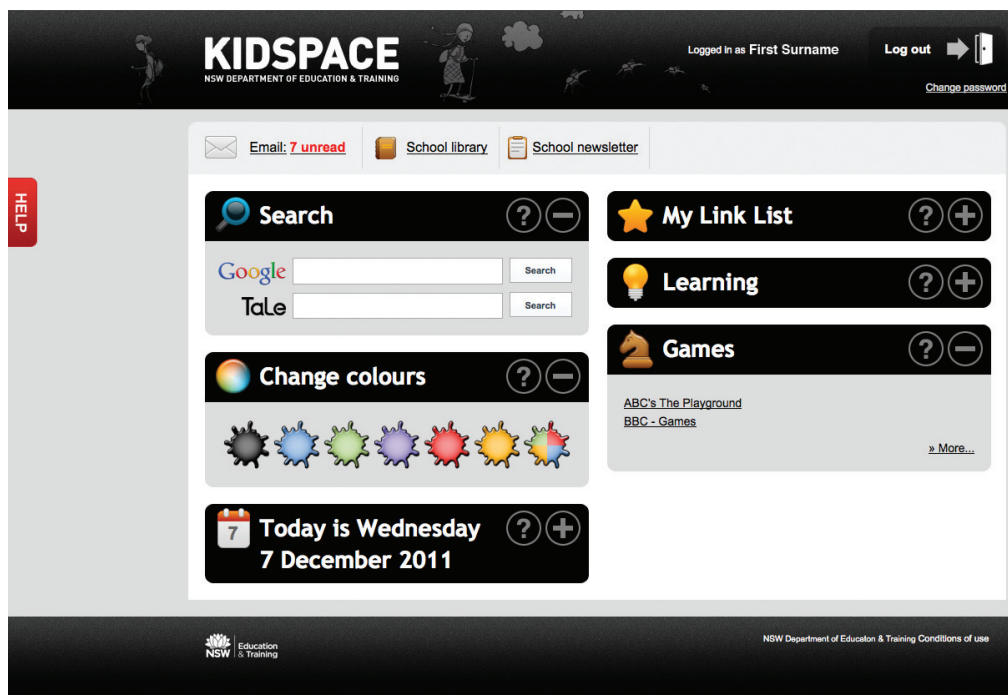 KIDSPACE
NSW DEPARTMENT OF EDUCATION & TRAINING
Logged in as First Surname
Log out
Change password
Email: 7 unread
School library
School newsletter
HELP
Search
?
Google
Search
TaLe
Search
Change colours
?
7
Today is Wednesday
7 December 2011
?
My Link List
?
Learning
?
Games
?
ABC's The Playground
BBC - Games
» More...
NSW
Education
& Training
NSW Department of Educaton & Training Conditions of use